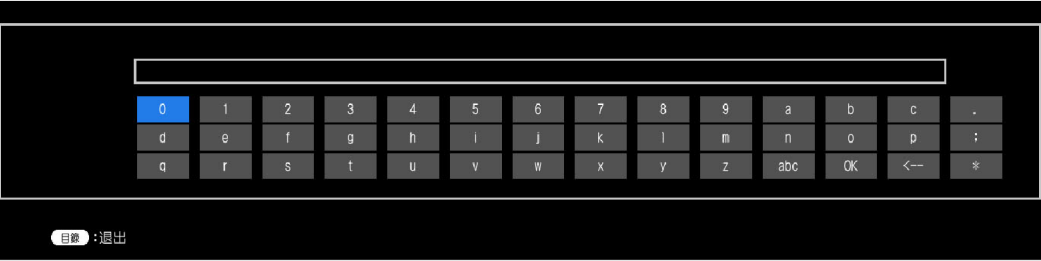 0 1 2 3 4 5 6 7 8 9 a b c .
d e f g h i j k l m n o p ;
q r s t u v w x y z abc OK <-- *
目錄 :退出